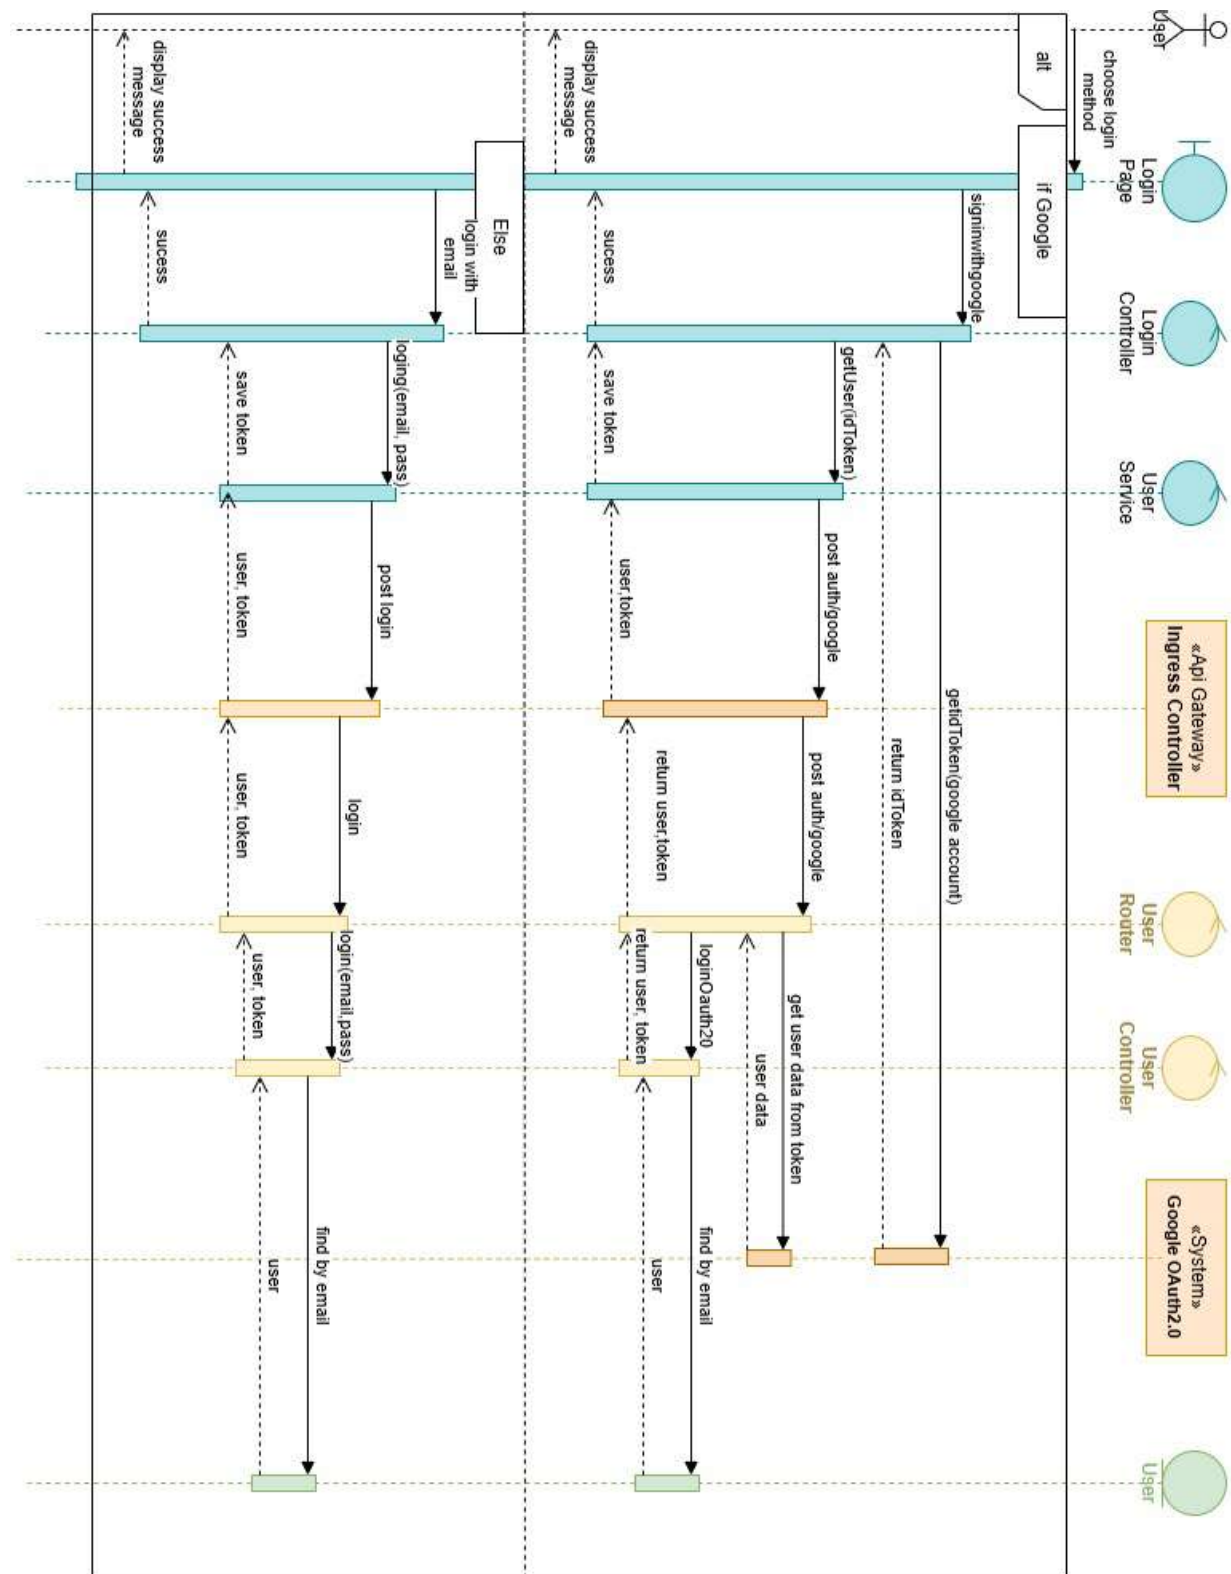 User
Login
Page
Login
Controller
User
Service
«Api Gateway»
Ingress Controller
User
Router
User
Controller
«System»
Google OAuth2.0
User
choose login
method
alt
if Google
signinwithgoogle
getidToken(google account)
return idToken
getUser(idToken)
post auth/google
post auth/google
get user data from token
user data
loginOauth20
find by email
user
return user, token
return user,token
user,token
save token
sucess
display success
message
Else
login with
email
loging(email, pass)
post login
login
login(email,pass)
find by email
user
user, token
user, token
user, token
save token
sucess
display success
message